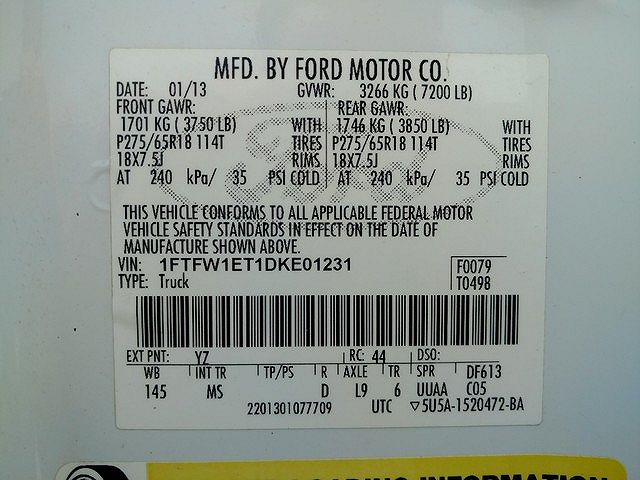 MFD. BY FORD MOTOR CO.
DATE: 01/13 GVWR: 3266 KG ( 7200 LB)
FRONT GAWR: REAR GAWR:
1701 KG ( 3750 LB) WITH 1746 KG ( 3850 LB) WITH
P275/65R18 114T TIRES P275/65R18 114T TIRES
18X7.5J RIMS 18X7.5J RIMS
AT 240 kPa/ 35 PSI COLD AT 240 kPa/ 35 PSI COLD
THIS VEHICLE CONFORMS TO ALL APPLICABLE FEDERAL MOTOR
VEHICLE SAFETY STANDARDS IN EFFECT ON THE DATE OF
MANUFACTURE SHOWN ABOVE.
VIN: 1FTFW1ET1DKE01231 F0079
TYPE: Truck T0498
EXT PNT: YZ RC: 44 DSO:
WB INT TR TP/PS R AXLE TR SPR DF613
145 MS D L9 6 UUAA C05
2201301077709 UTC ▽5U5A-1520472-BA
LOADING INFORMATION